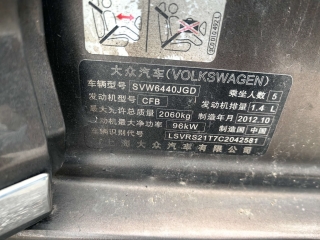 大众汽车(VOLKSWAGEN)
车辆型号 SVW6440JGD 乘坐人数 5
发动机型号 CFB 发动机排量 1.4 L
最大允许总质量 2060kg 制造年月 2012.10
发动机最大净功率 96kW 制造国 中国
车辆识别代号 LSVRS21T7C2042581
上海大众汽车有限公司